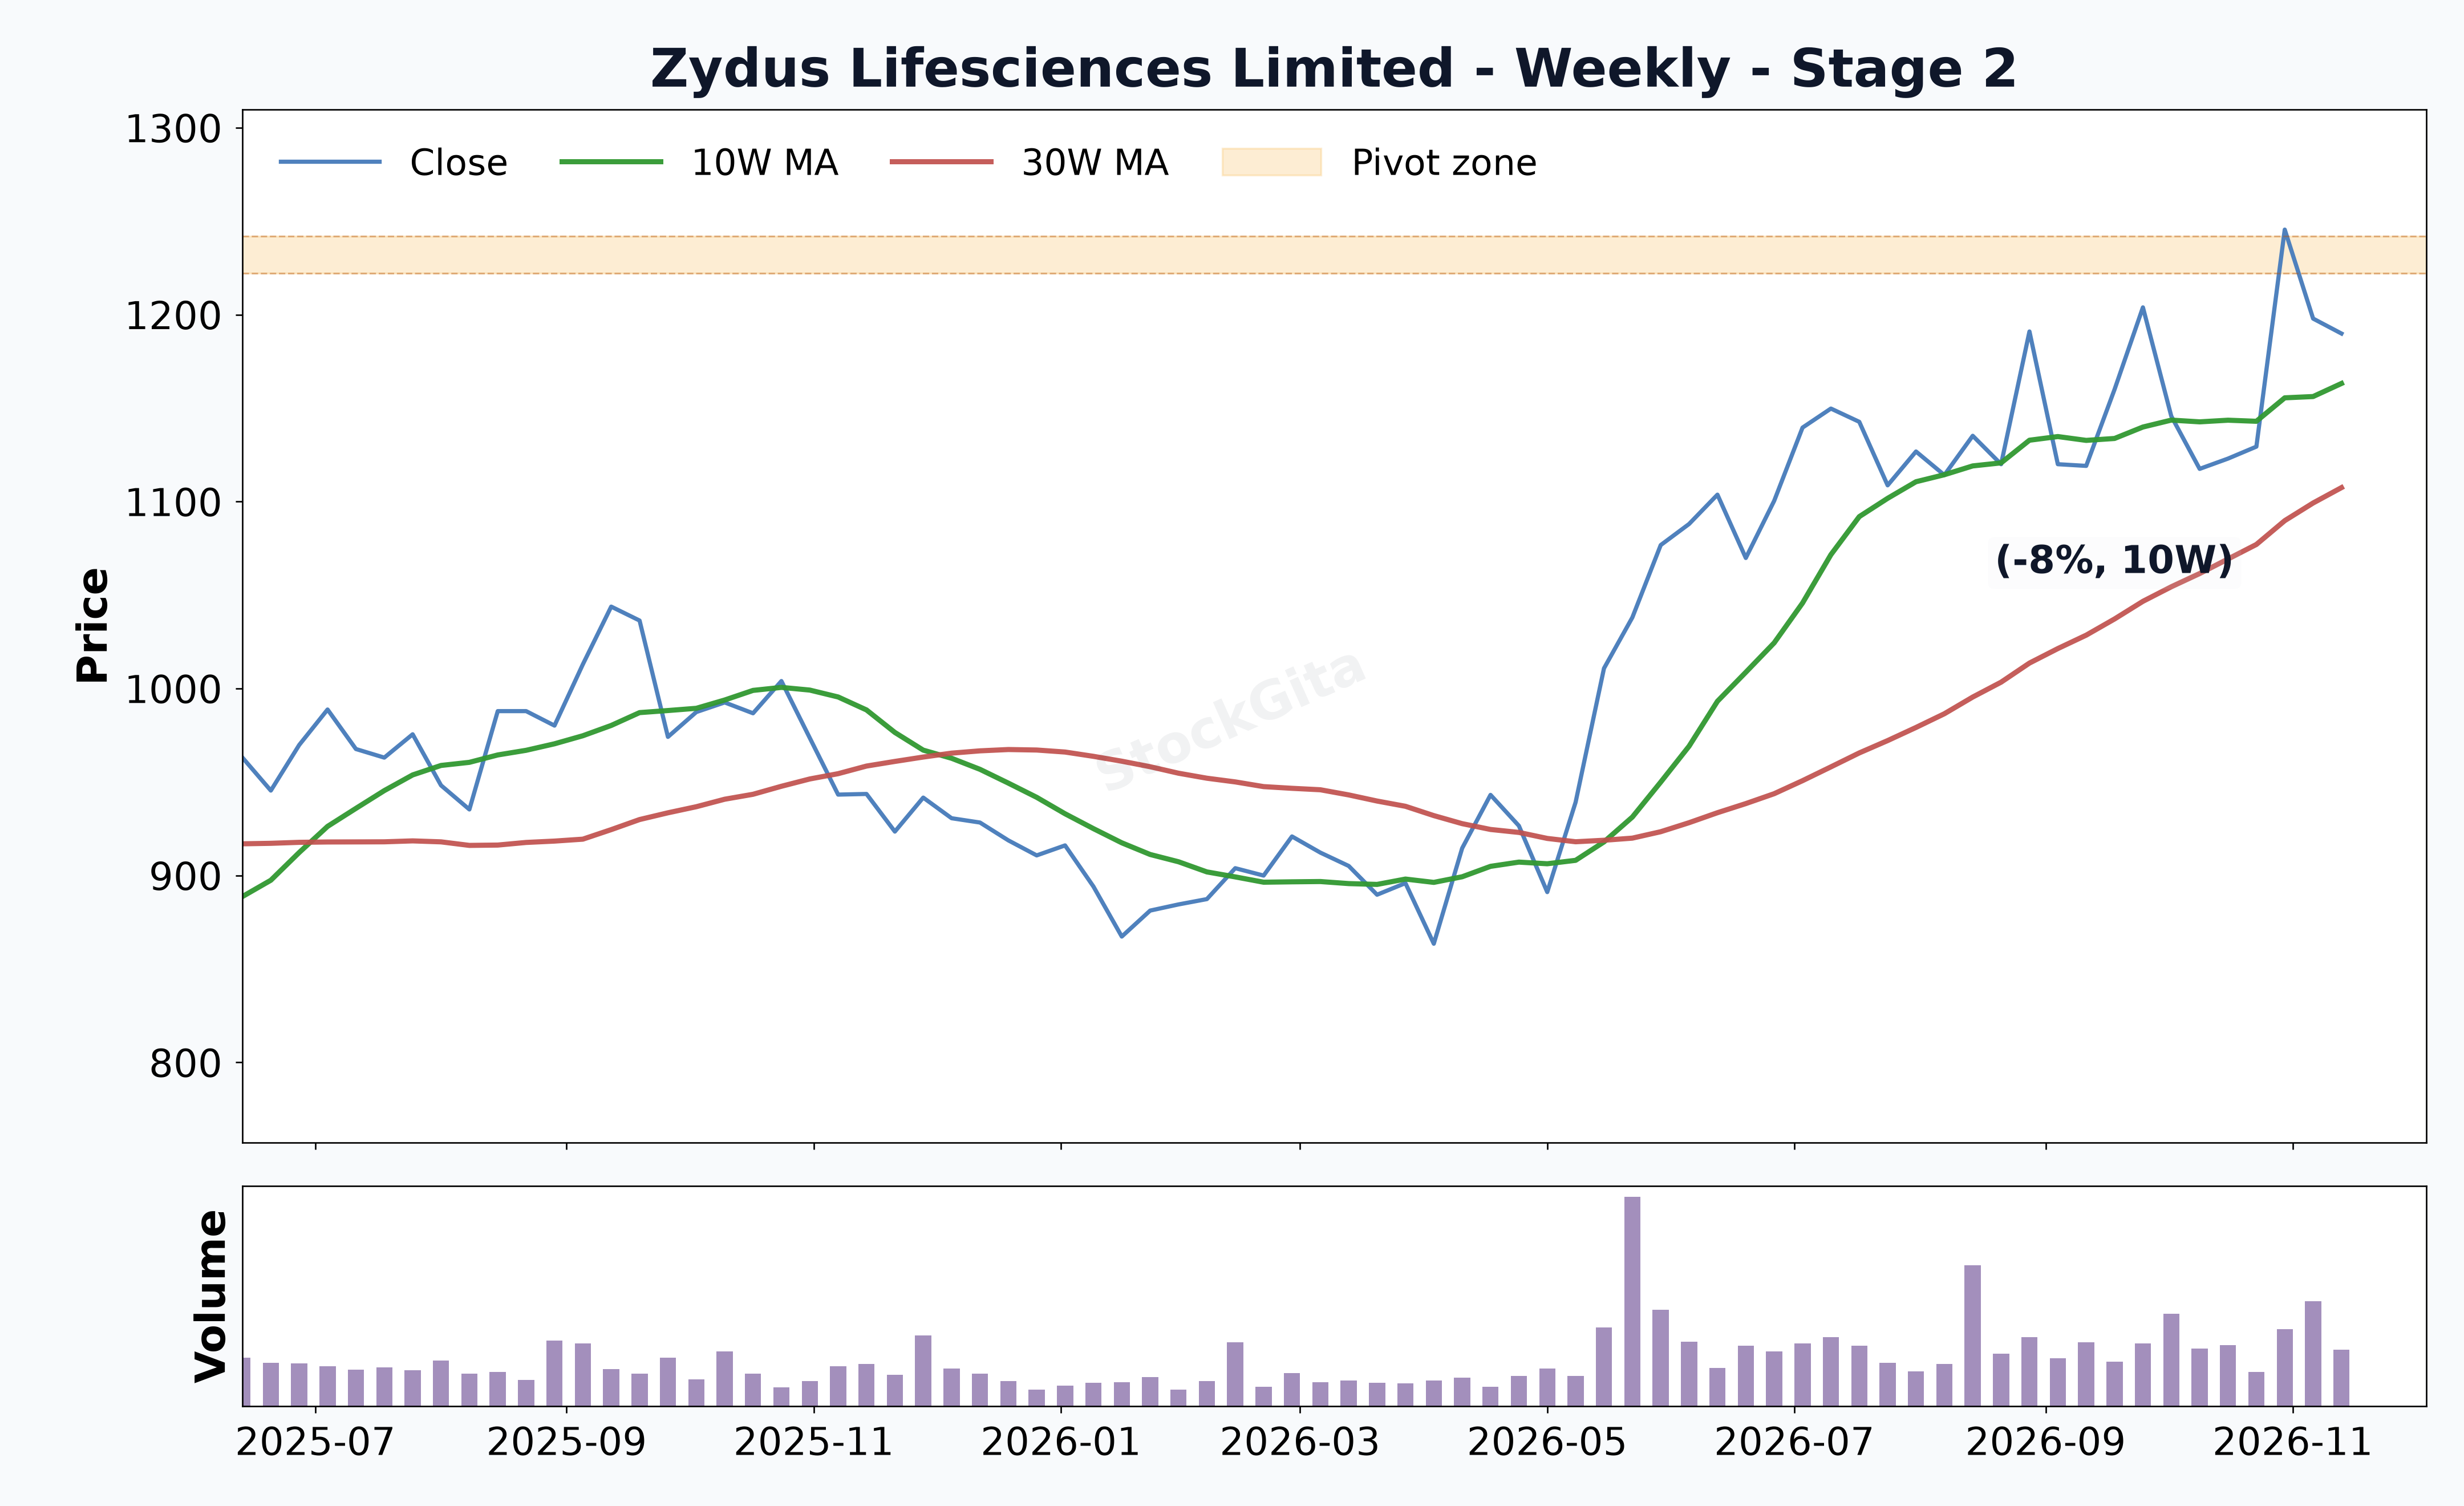 Zydus Lifesciences Limited - Weekly - Stage 2
Close 10W MA 30W MA Pivot zone
1300
1200
1100
1000
900
800
Price
(-8%, 10W)
StockGita
Volume
2025-07 2025-09 2025-11 2026-01 2026-03 2026-05 2026-07 2026-09 2026-11